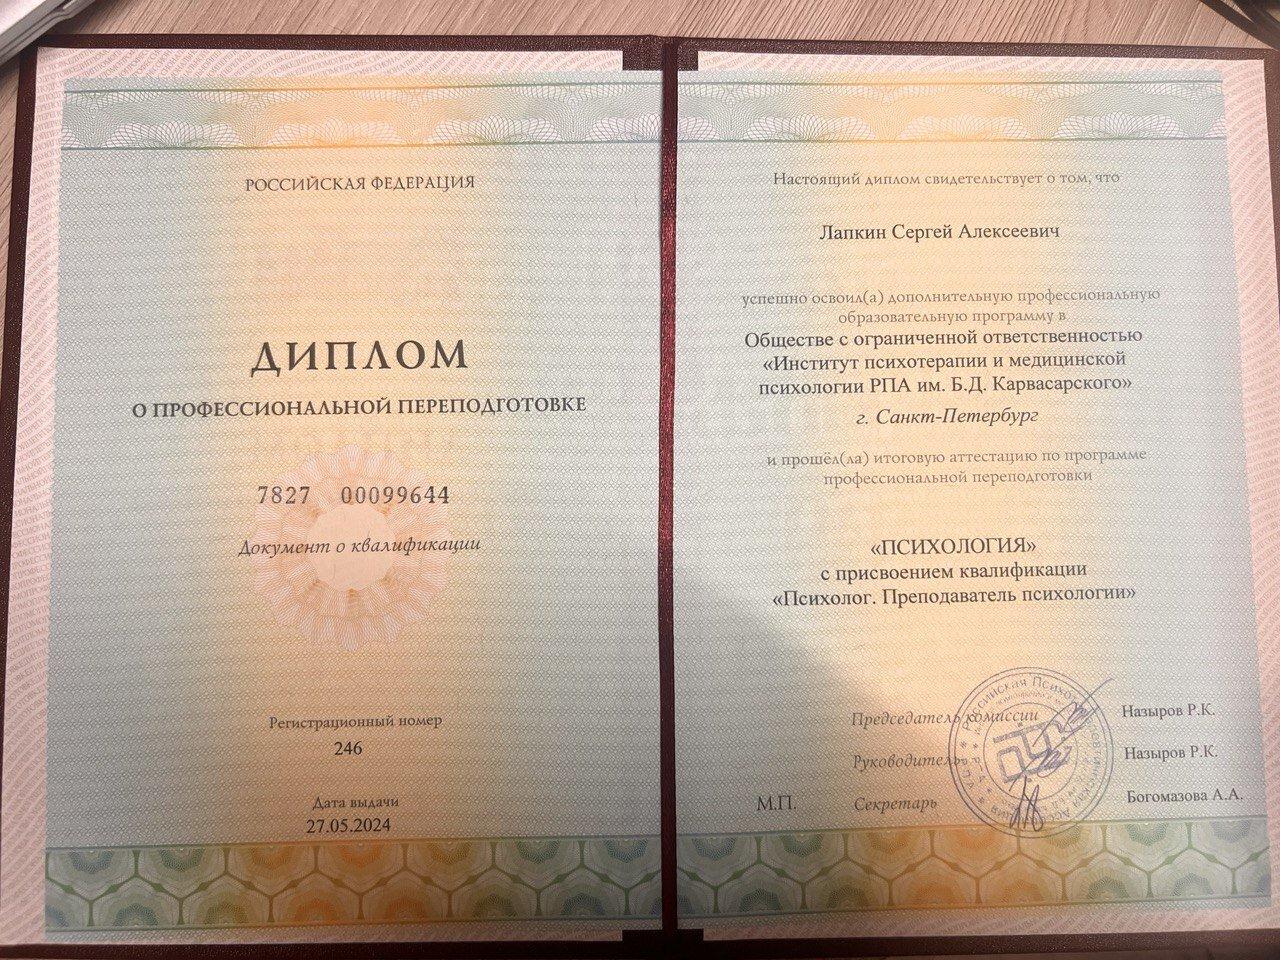 РОССИЙСКАЯ ФЕДЕРАЦИЯ
ДИПЛОМ
О ПРОФЕССИОНАЛЬНОЙ ПЕРЕПОДГОТОВКЕ
7827 00099644
Документ о квалификации
Регистрационный номер
246
Дата выдачи
27.05.2024
Настоящий диплом свидетельствует о том, что
Лапкин Сергей Алексеевич
успешно освоил(а) дополнительную профессиональную
образовательную программу в
Обществе с ограниченной ответственностью
«Институт психотерапии и медицинской
психологии РПА им. Б.Д. Карвасарского»
г. Санкт-Петербург
и прошёл(ла) итоговую аттестацию по программе
профессиональной переподготовки
«ПСИХОЛОГИЯ»
с присвоением квалификации
«Психолог. Преподаватель психологии»
Председатель комиссии Назыров Р.К.
Руководитель Назыров Р.К.
М.П. Секретарь Богомазова А.А.
Российская